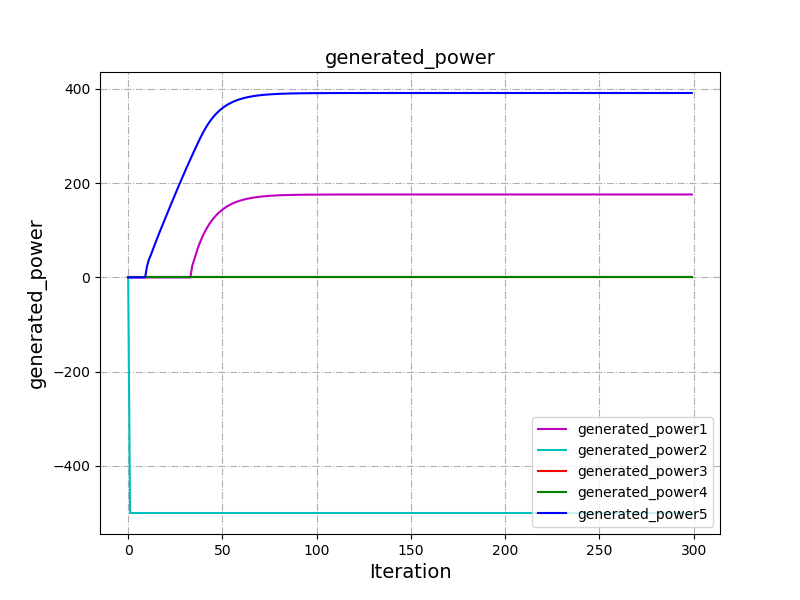 generated_power
generated_power
400
200
0
−200
−400
0
50
100
150
200
250
300
Iteration
generated_power1
generated_power2
generated_power3
generated_power4
generated_power5